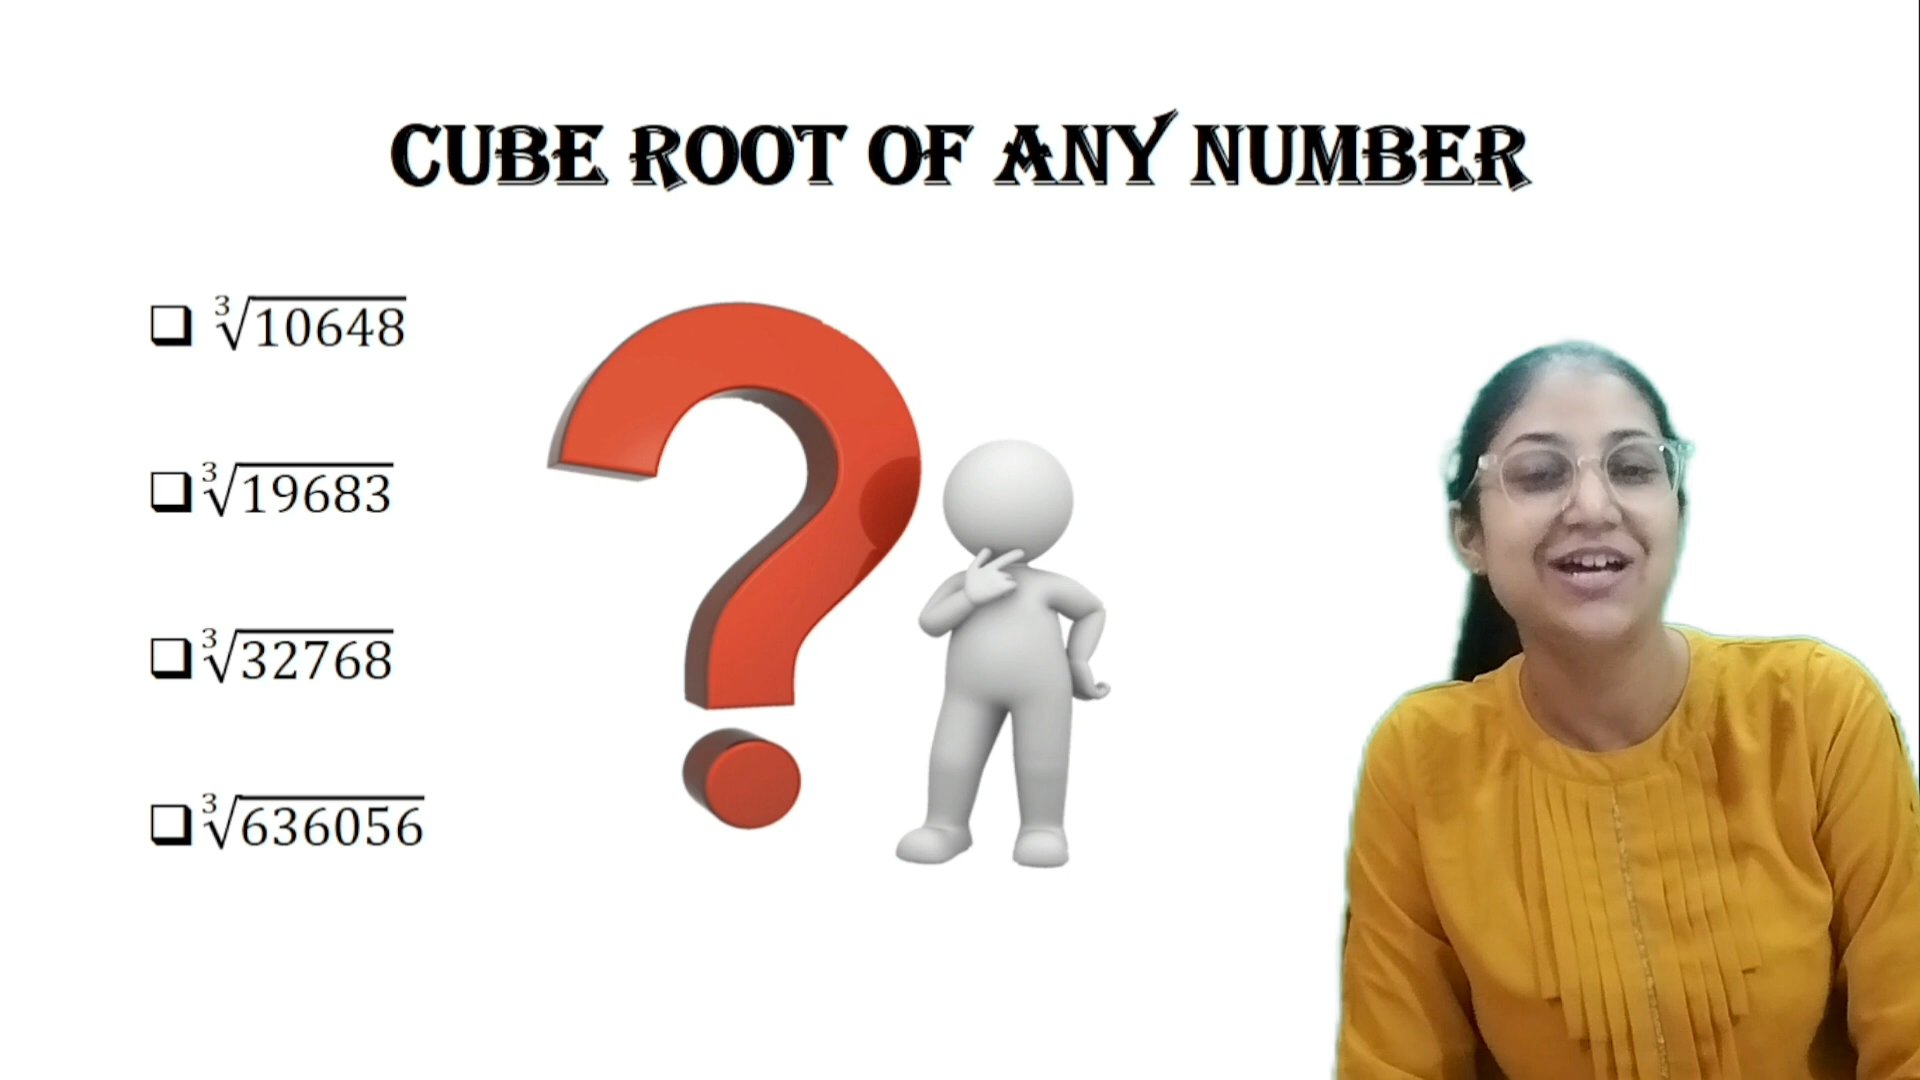 CUBE ROOT OF ANY NUMBER
❑ ∛10648
❑ ∛19683
❑ ∛32768
❑ ∛636056